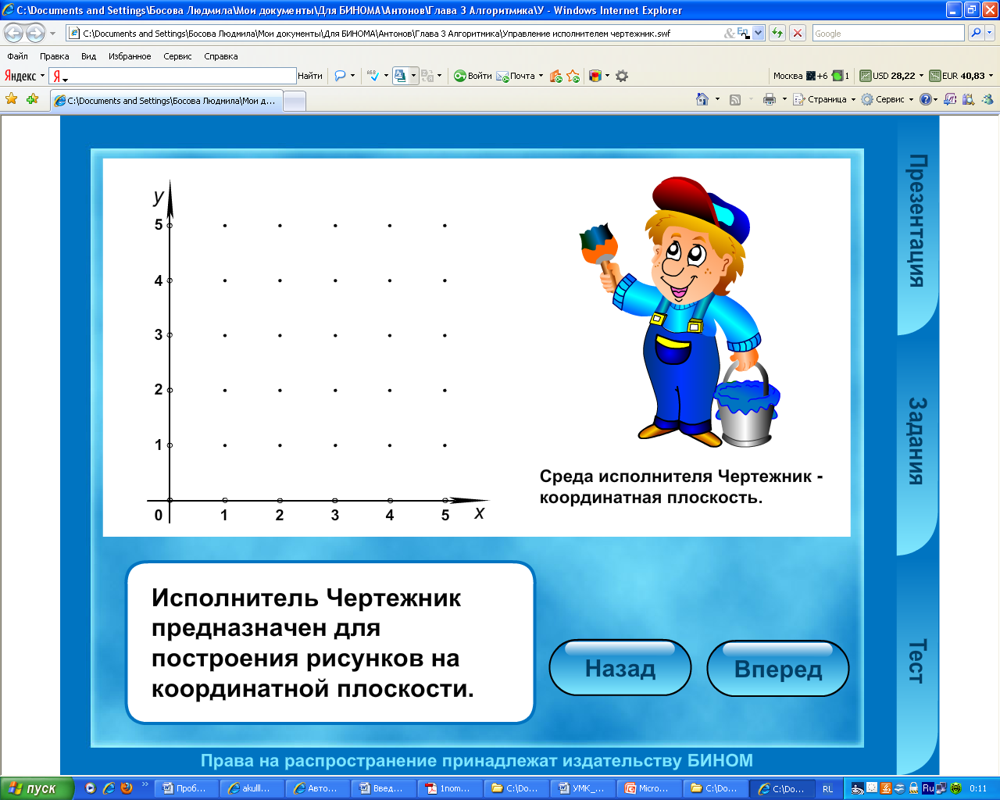 C:\Documents and Settings\Босова Людмила\Мои документы\Для БИНОМА\Антонов\Глава 3 Алгоритмика\У - Windows Internet Explorer
C:\Documents and Settings\Босова Людмила\Мои документы\Для БИНОМА\Антонов\Глава 3 Алгоритмика\Управление исполнителем чертежник.swf
Google
Файл Правка Вид Избранное Сервис Справка
Яндекс Я Найти Войти Почта Москва +6 1 USD 28,22 EUR 40,83
C:\Documents and Settings\Босова Людмила\Мои д... Страница Сервис
Презентация
Задания
Тест
y
5
4
3
2
1
0 1 2 3 4 5 x
Среда исполнителя Чертежник -
координатная плоскость.
Исполнитель Чертежник
предназначен для
построения рисунков на
координатной плоскости.
Назад Вперед
Права на распространение принадлежат издательству БИНОМ
пуск Проб... akulll... Авто... Введ... 1nom... C:\Do... УМК_... Micro... C:\Do... C:\Do... RL Ru 0:11